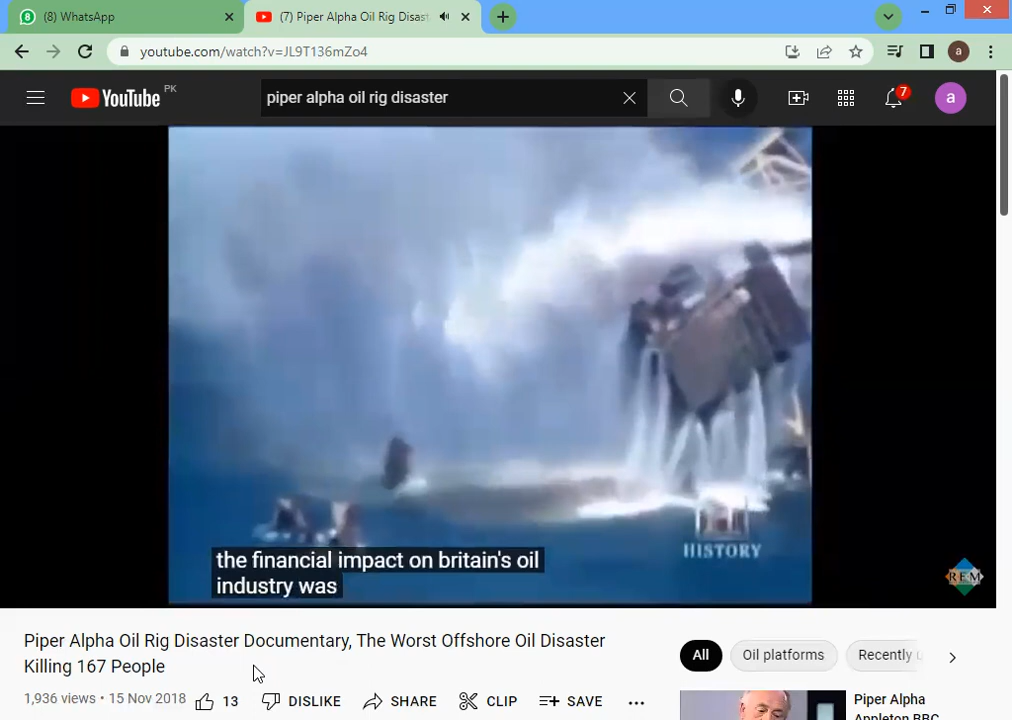 (8) WhatsApp
(7) Piper Alpha Oil Rig Disast
youtube.com/watch?v=JL9T136mZo4
a
YouTube PK
piper alpha oil rig disaster
7
a
HISTORY
the financial impact on britain's oil
industry was
REM
Piper Alpha Oil Rig Disaster Documentary, The Worst Offshore Oil Disaster
Killing 167 People
1,936 views • 15 Nov 2018
13
DISLIKE
SHARE
CLIP
SAVE
All
Oil platforms
Recently u
Piper Alpha
Appleton BBC